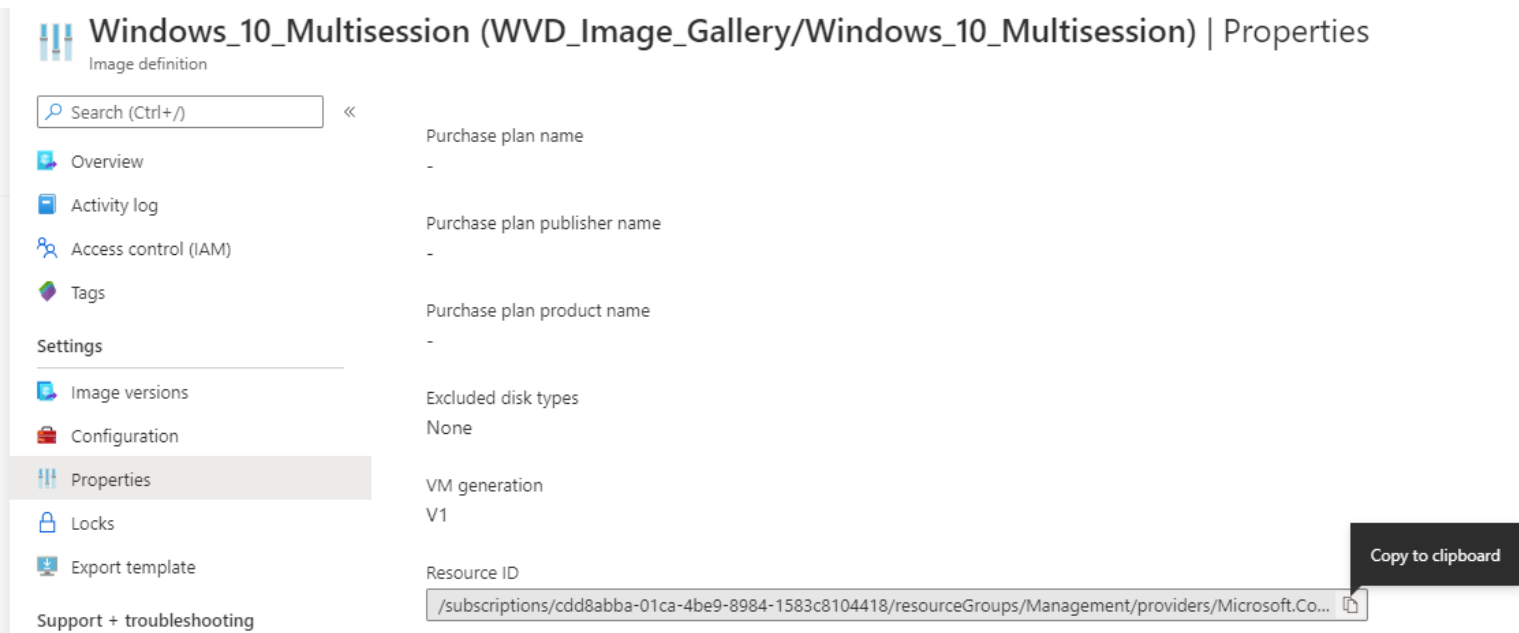 Windows_10_Multisession (WVD_Image_Gallery/Windows_10_Multisession) | Properties
Image definition
Search (Ctrl+/)
«
Overview
Activity log
Access control (IAM)
Tags
Settings
Image versions
Configuration
Properties
Locks
Export template
Support + troubleshooting
Purchase plan name
-
Purchase plan publisher name
-
Purchase plan product name
-
Excluded disk types
None
VM generation
V1
Resource ID
/subscriptions/cdd8abba-01ca-4be9-8984-1583c8104418/resourceGroups/Management/providers/Microsoft.Co...
Copy to clipboard